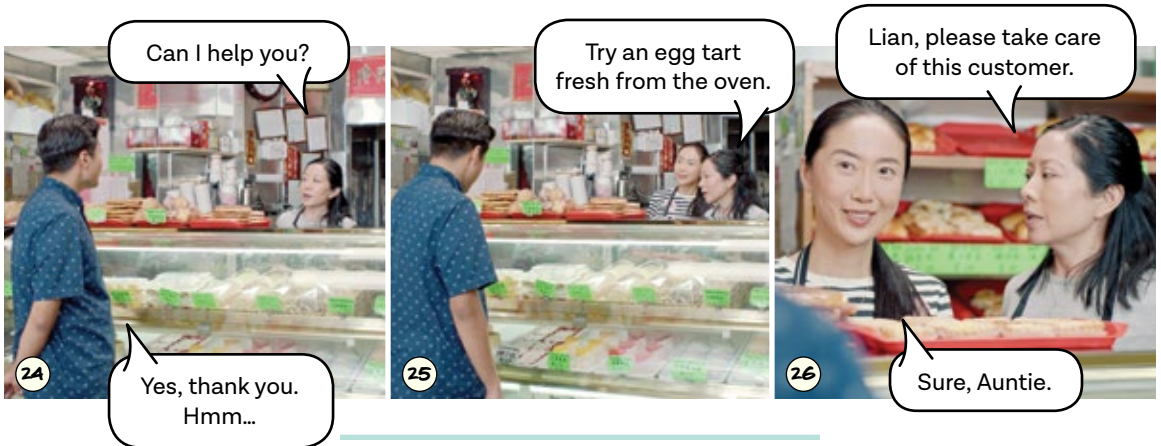 Can I help you?
Yes, thank you.
Hmm...
24
Try an egg tart
fresh from the oven.
25
Lian, please take care
of this customer.
Sure, Auntie.
26